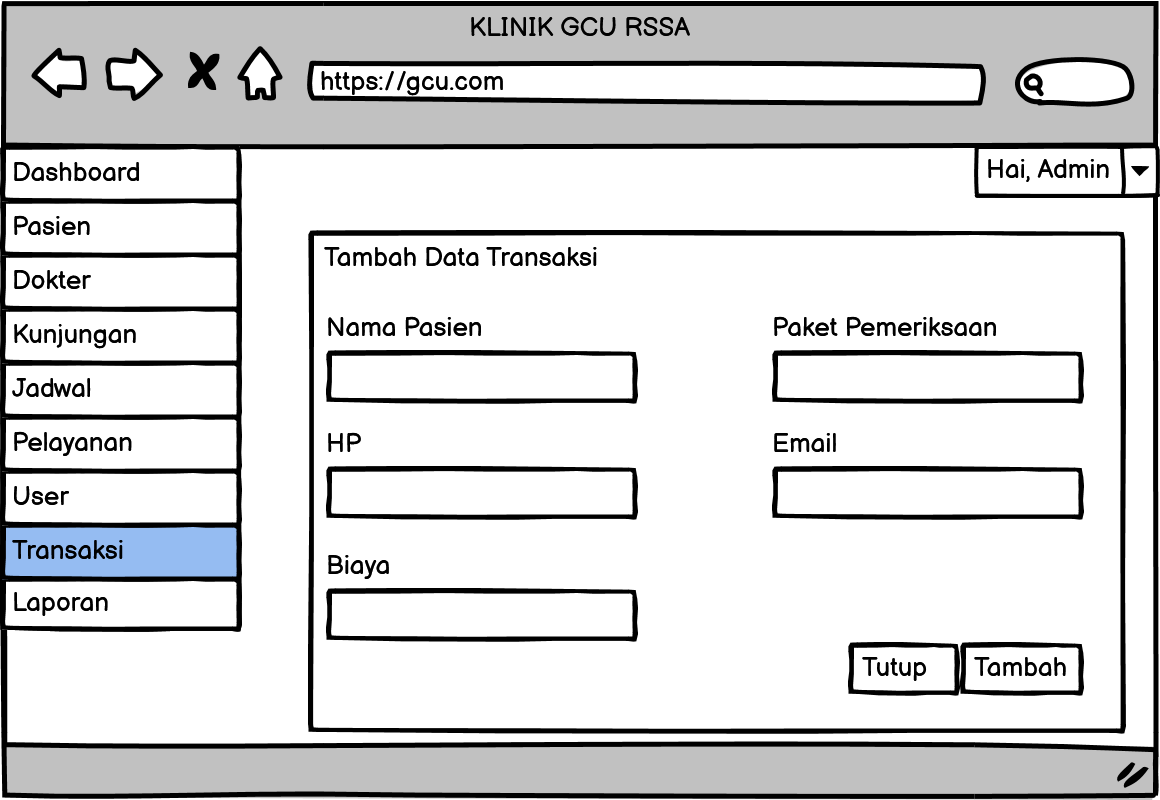 KLINIK GCU RSSA
https://gcu.com
Hai, Admin
Dashboard
Pasien
Dokter
Kunjungan
Jadwal
Pelayanan
User
Transaksi
Laporan
Tambah Data Transaksi
Nama Pasien
Paket Pemeriksaan
HP
Email
Biaya
Tutup
Tambah